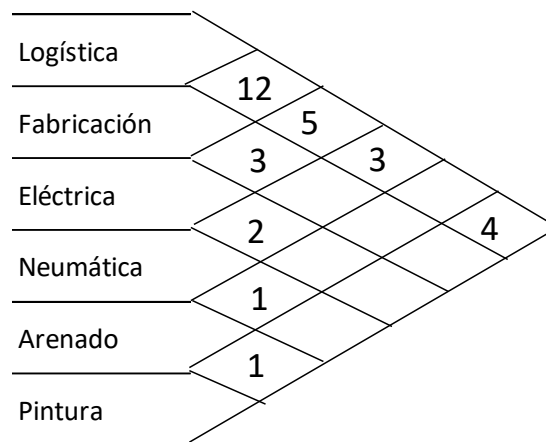 Logística
12
Fabricación
5
3
3
Eléctrica
2
4
Neumática
1
Arenado
1
Pintura